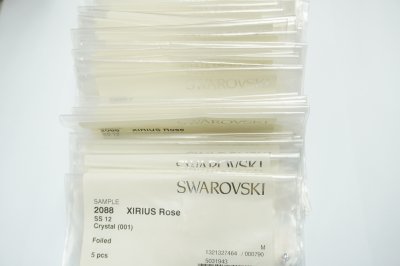 SWAROVSKI
2088 XIRIUS Rose
SWAROVSKI
SWAROVSKI
SAMPLE
2088 XIRIUS Rose
SS 12
Crystal (001)
Foiled
M
1321327464 / 000790
5 pcs
5031943